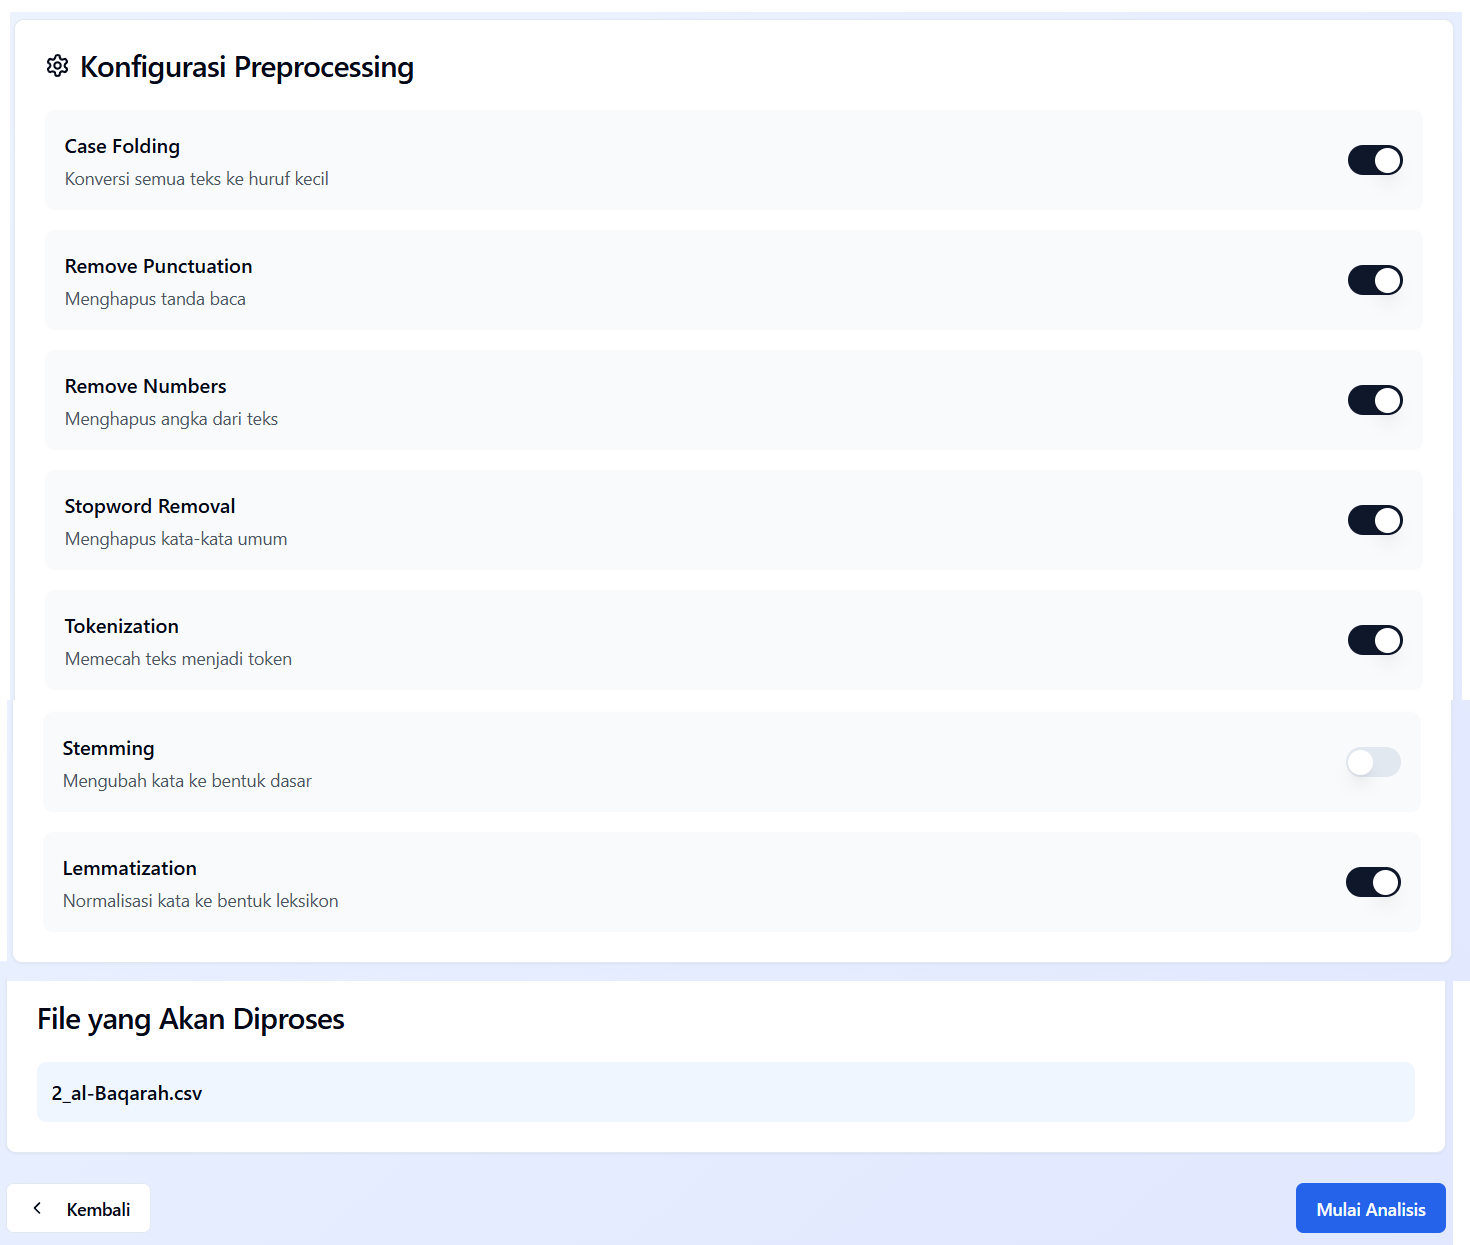 Konfigurasi Preprocessing
Case Folding
Konversi semua teks ke huruf kecil
Remove Punctuation
Menghapus tanda baca
Remove Numbers
Menghapus angka dari teks
Stopword Removal
Menghapus kata-kata umum
Tokenization
Memecah teks menjadi token
Stemming
Mengubah kata ke bentuk dasar
Lemmatization
Normalisasi kata ke bentuk leksikon
File yang Akan Diproses
2_al-Baqarah.csv
Kembali
Mulai Analisis